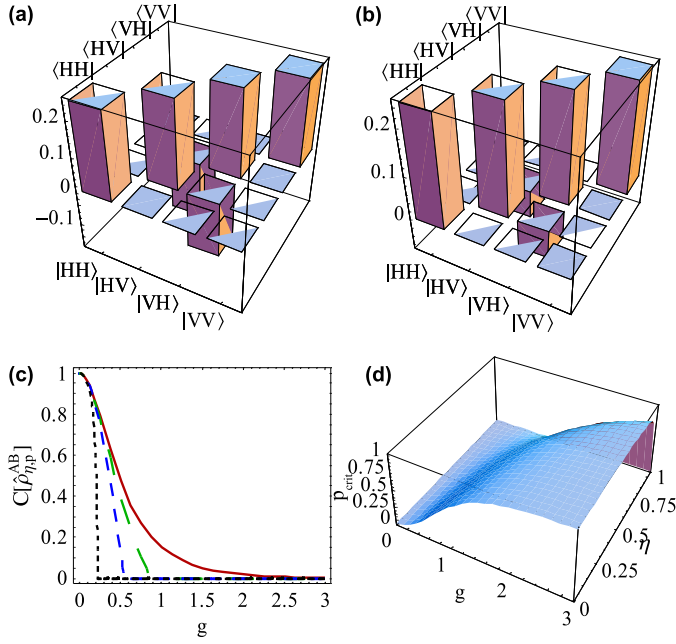 (a)
⟨VV|
⟨VH|
⟨HV|
⟨HH|
0.2
0.1
0
−0.1
|HH⟩
|HV⟩
|VH⟩
|VV⟩
(b)
⟨VV|
⟨VH|
⟨HV|
⟨HH|
0.2
0.1
0
|HH⟩
|HV⟩
|VH⟩
|VV⟩
(c)
C[ρ̂^{AB}_{η,p}]
1
0.8
0.6
0.4
0.2
0
0 0.5 1 1.5 2 2.5 3
g
(d)
p_{crit}
1
0.75
0.5
0.25
0
0 1 2 3
g
0
0.25
0.5
0.75
1
η